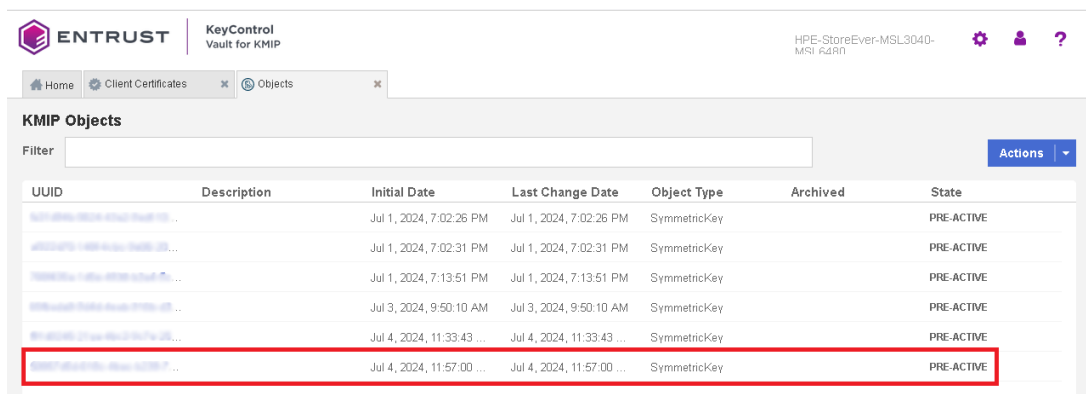 ENTRUST
KeyControl
Vault for KMIP
HPE-StoreEver-MSL3040-
MSL6480
?
Home Client Certificates Objects
KMIP Objects
Filter
Actions
UUID Description Initial Date Last Change Date Object Type Archived State
Jul 1, 2024, 7:02:26 PM Jul 1, 2024, 7:02:26 PM SymmetricKey PRE-ACTIVE
Jul 1, 2024, 7:02:31 PM Jul 1, 2024, 7:02:31 PM SymmetricKey PRE-ACTIVE
Jul 1, 2024, 7:13:51 PM Jul 1, 2024, 7:13:51 PM SymmetricKey PRE-ACTIVE
Jul 3, 2024, 9:50:10 AM Jul 3, 2024, 9:50:10 AM SymmetricKey PRE-ACTIVE
Jul 4, 2024, 11:33:43 ... Jul 4, 2024, 11:33:43 ... SymmetricKey PRE-ACTIVE
Jul 4, 2024, 11:57:00 ... Jul 4, 2024, 11:57:00 ... SymmetricKey PRE-ACTIVE